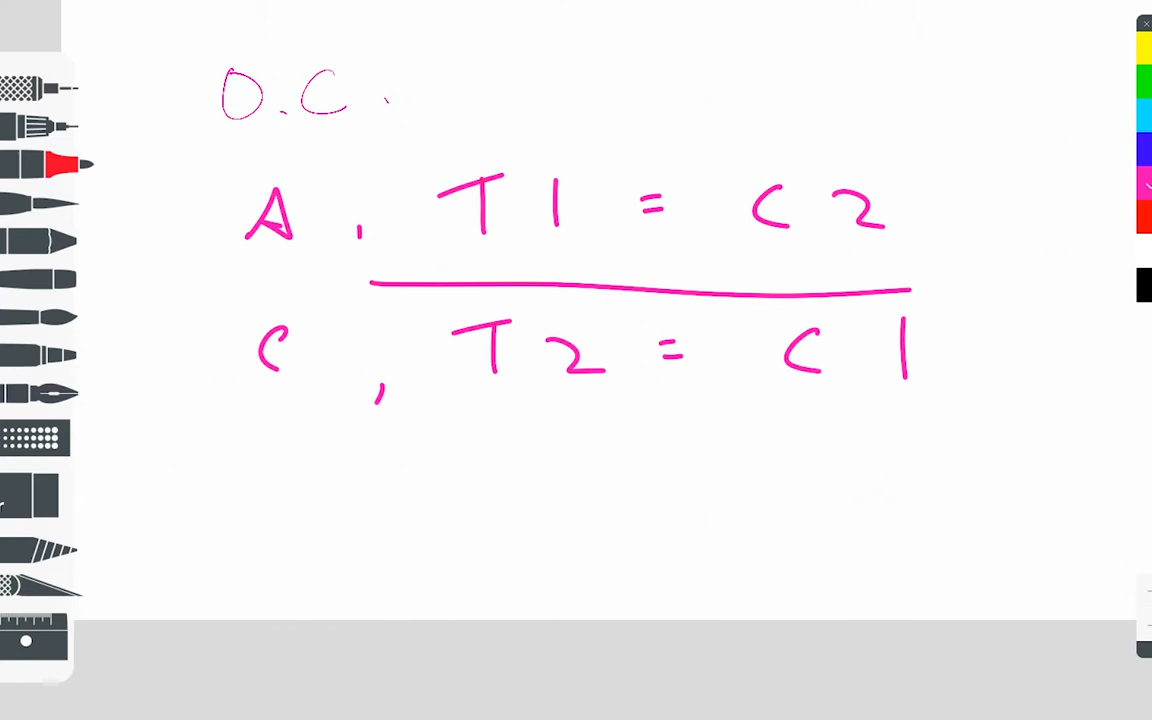 O.C.
A, T1 = C2
C, T2 = C1